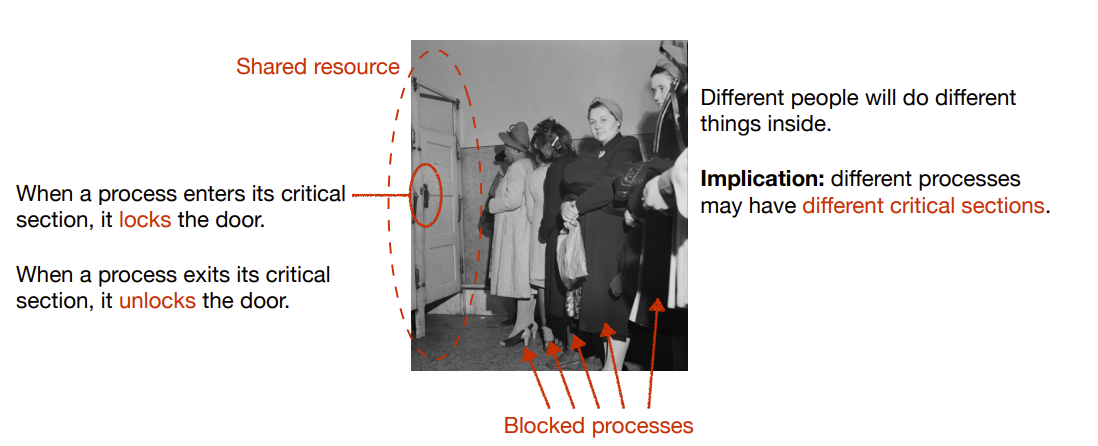 Shared resource
When a process enters its critical
section, it locks the door.
When a process exits its critical
section, it unlocks the door.
Different people will do different
things inside.
Implication: different processes
may have different critical sections.
Blocked processes